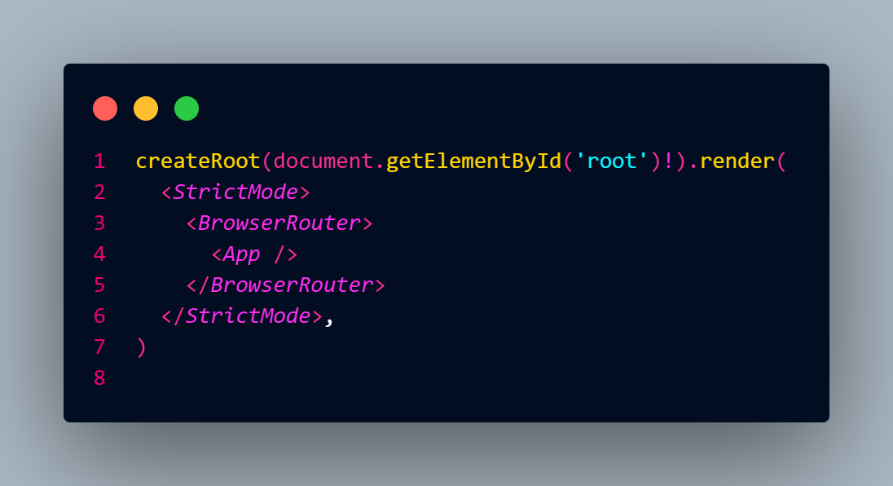 1 createRoot(document.getElementById('root')!).render(
2   <StrictMode>
3     <BrowserRouter>
4       <App />
5     </BrowserRouter>
6   </StrictMode>,
7 )
8